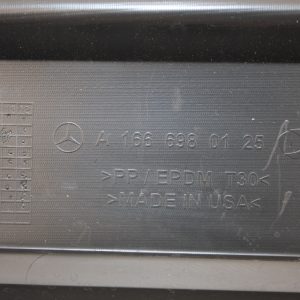 A 166 698 01 25
>PP/EPDM T30<
>MADE IN USA<